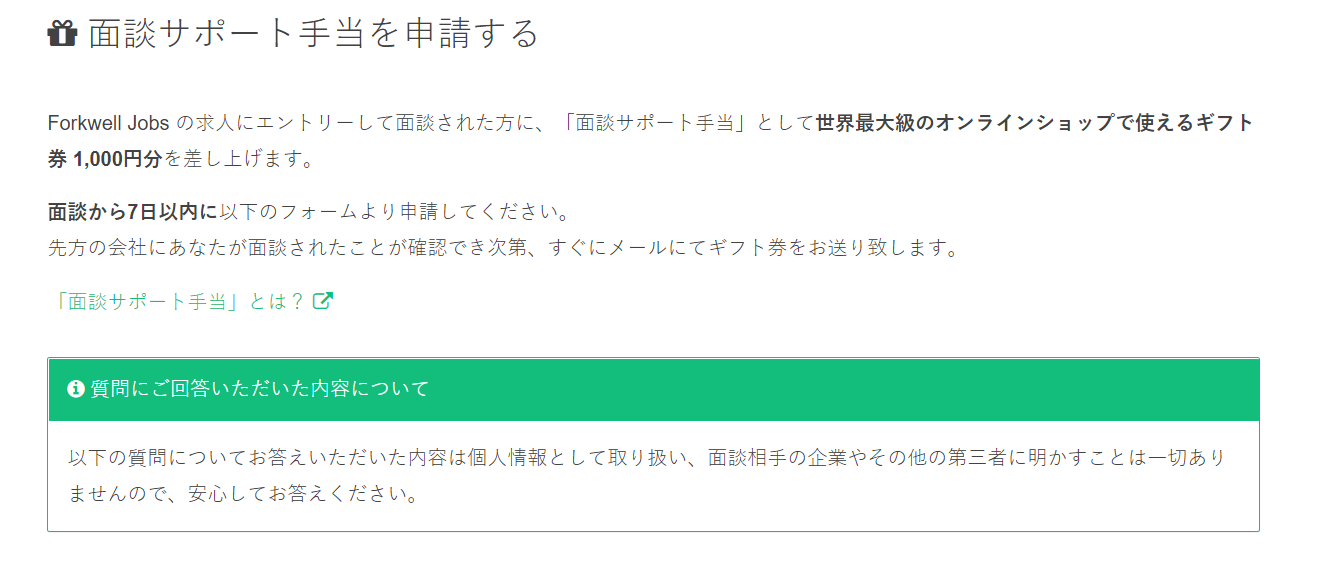 面談サポート手当を申請する
Forkwell Jobs の求人にエントリーして面談された方に、「面談サポート手当」として世界最大級のオンラインショップで使えるギフト
券 1,000円分を差し上げます。
面談から7日以内に以下のフォームより申請してください。
先方の会社にあなたが面談されたことが確認でき次第、すぐにメールにてギフト券をお送り致します。
「面談サポート手当」とは？
質問にご回答いただいた内容について
以下の質問についてお答えいただいた内容は個人情報として取り扱い、面談相手の企業やその他の第三者に明かすことは一切あり
ませんので、安心してお答えください。